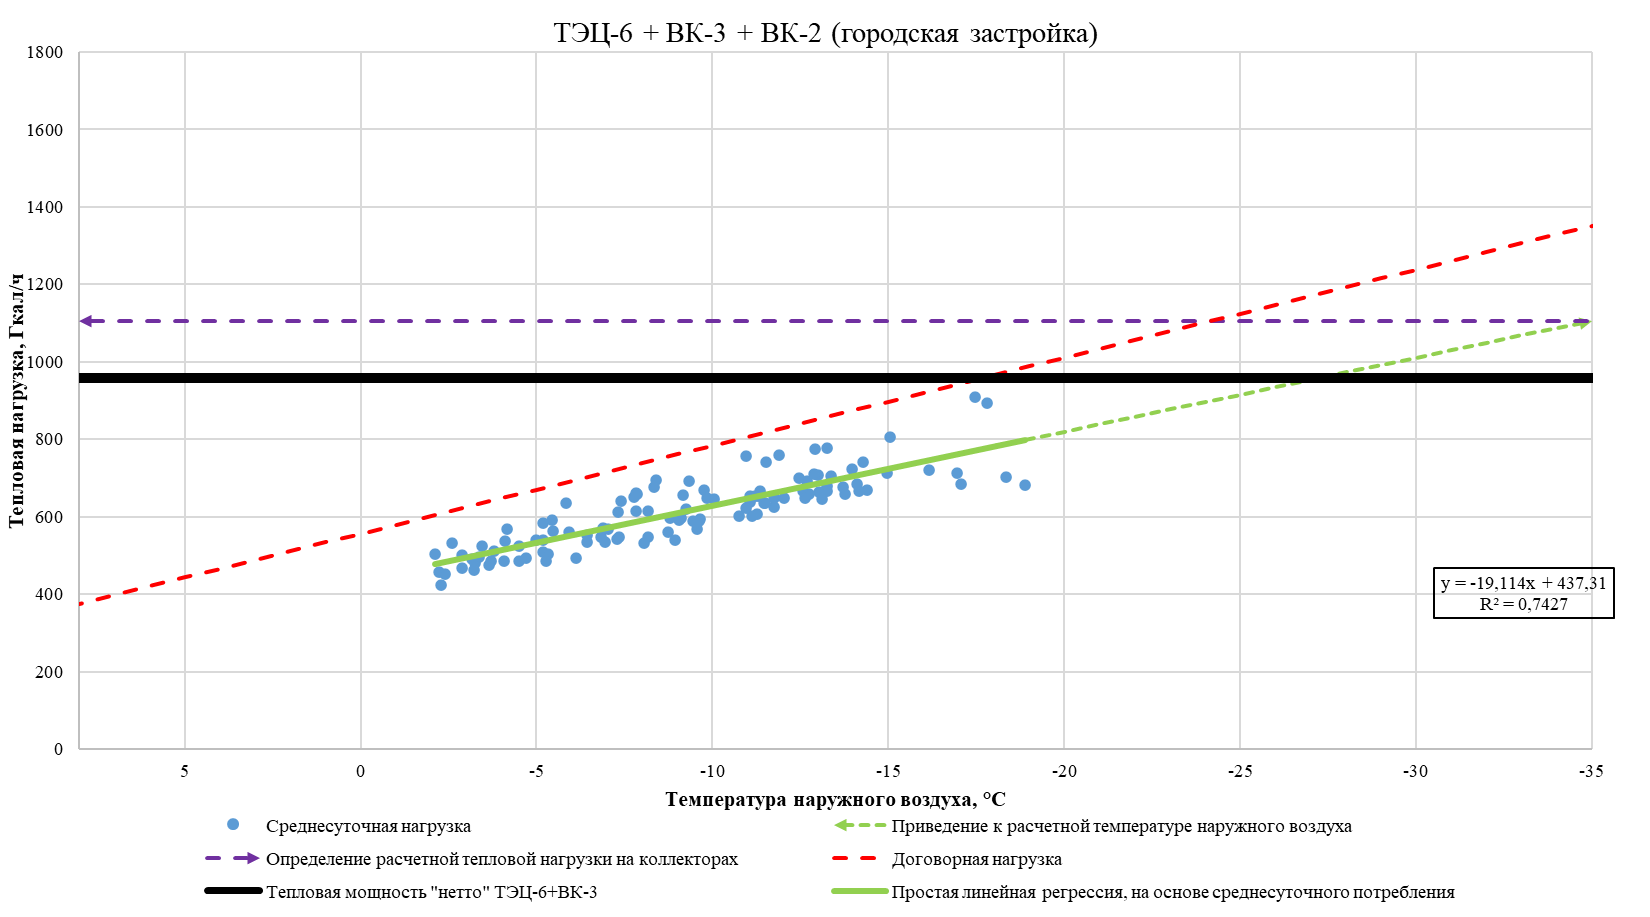 ТЭЦ-6 + ВК-3 + ВК-2 (городская застройка)
Тепловая нагрузка, Гкал/ч
1800
1600
1400
1200
1000
800
600
400
200
0
y = -19,114x + 437,31
R² = 0,7427
5 0 -5 -10 -15 -20 -25 -30 -35
Температура наружного воздуха, °С
Среднесуточная нагрузка
Приведение к расчетной температуре наружного воздуха
Определение расчетной тепловой нагрузки на коллекторах
Договорная нагрузка
Тепловая мощность "нетто" ТЭЦ-6+ВК-3
Простая линейная регрессия, на основе среднесуточного потребления